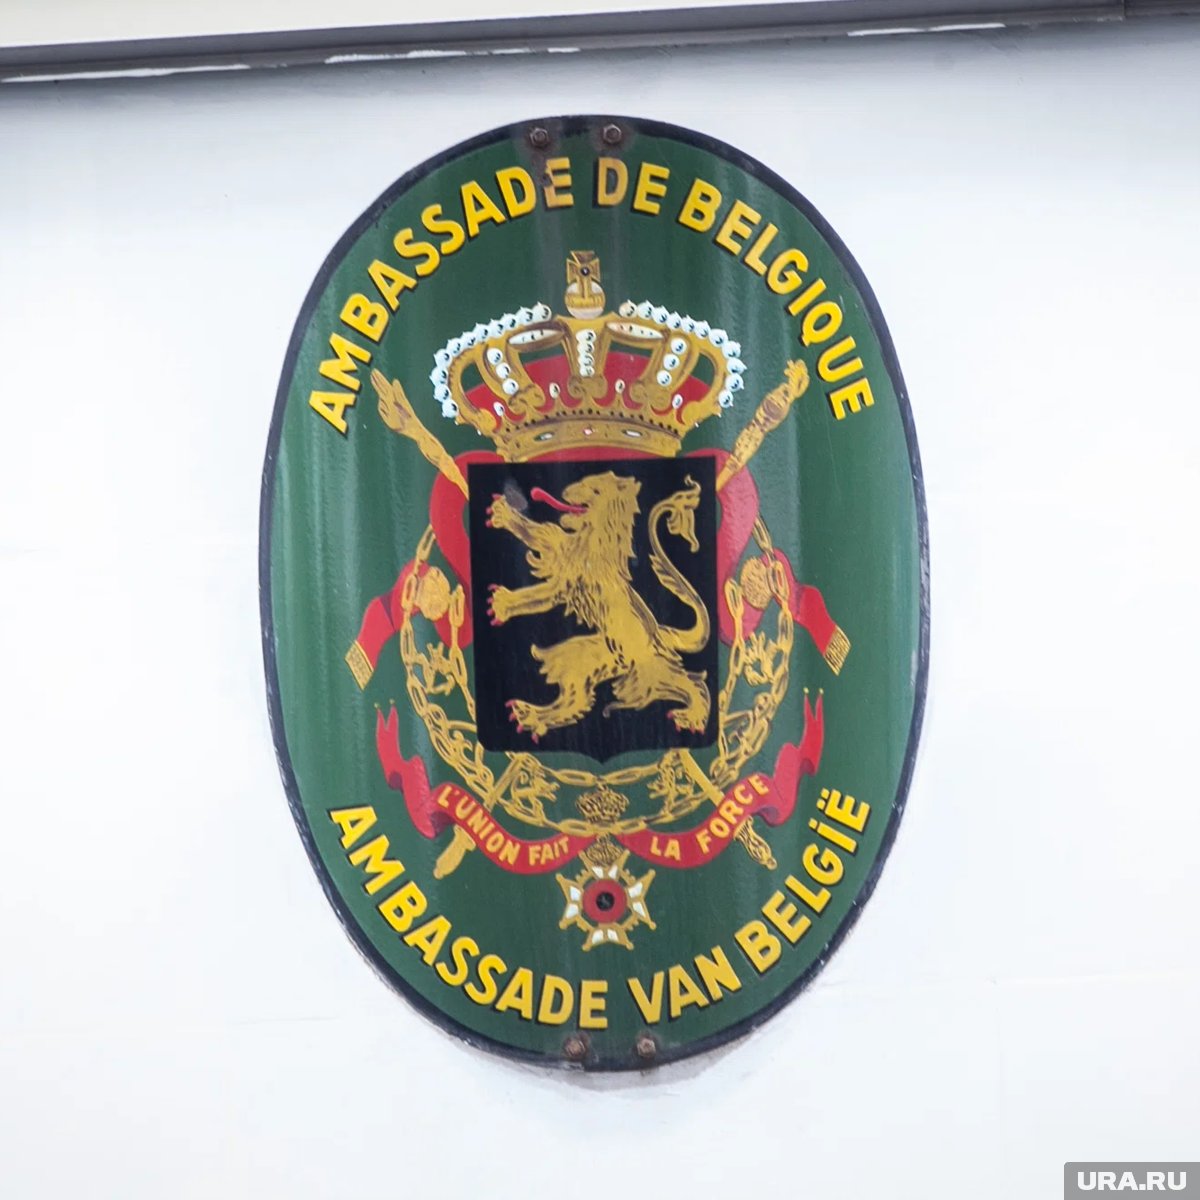 AMBASSADE DE BELGIQUE
L'UNION FAIT LA FORCE
AMBASSADE VAN BELGIË
URA.RU